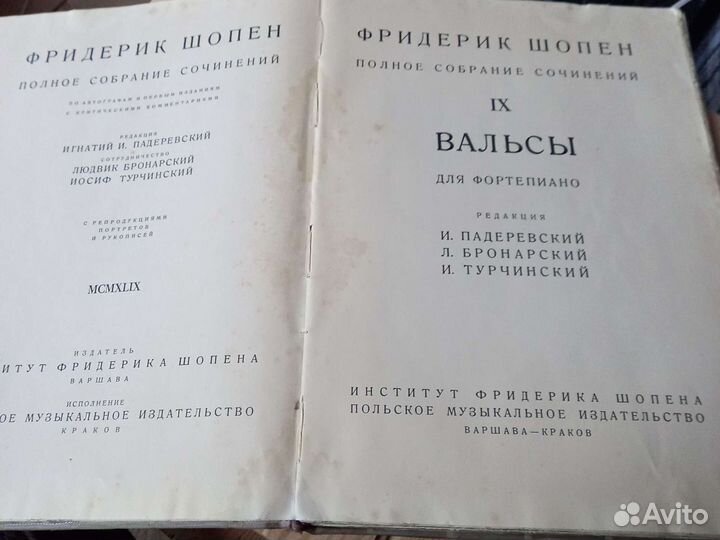 ФРИДЕРИК ШОПЕН
ПОЛНОЕ СОБРАНИЕ СОЧИНЕНИЙ
ПО АВТОГРАФАМ И ПЕРВЫМ ИЗДАНИЯМ
С КРИТИЧЕСКИМИ КОММЕНТАРИЯМИ
РЕДАКЦИЯ
ИГНАТИЙ И. ПАДЕРЕВСКИЙ
СОТРУДНИЧЕСТВО
ЛЮДВИК БРОНАРСКИЙ
ИОСИФ ТУРЧИНСКИЙ
С РЕПРОДУКЦИЯМИ
ПОРТРЕТОВ
И РУКОПИСЕЙ
MCMXLIX
ИЗДАТЕЛЬ
ИТУТ ФРИДЕРИКА ШОПЕНА
ВАРШАВА
ИСПОЛНЕНИЕ
ОЕ МУЗЫКАЛЬНОЕ ИЗДАТЕЛЬСТВО
КРАКОВ
ФРИДЕРИК ШОПЕН
ПОЛНОЕ СОБРАНИЕ СОЧИНЕНИЙ
IX
ВАЛЬСЫ
ДЛЯ ФОРТЕПИАНО
РЕДАКЦИЯ
И. ПАДЕРЕВСКИЙ
Л. БРОНАРСКИЙ
И. ТУРЧИНСКИЙ
ИНСТИТУТ ФРИДЕРИКА ШОПЕНА
ПОЛЬСКОЕ МУЗЫКАЛЬНОЕ ИЗДАТЕЛЬСТВО
ВАРШАВА—КРАКОВ
Avito